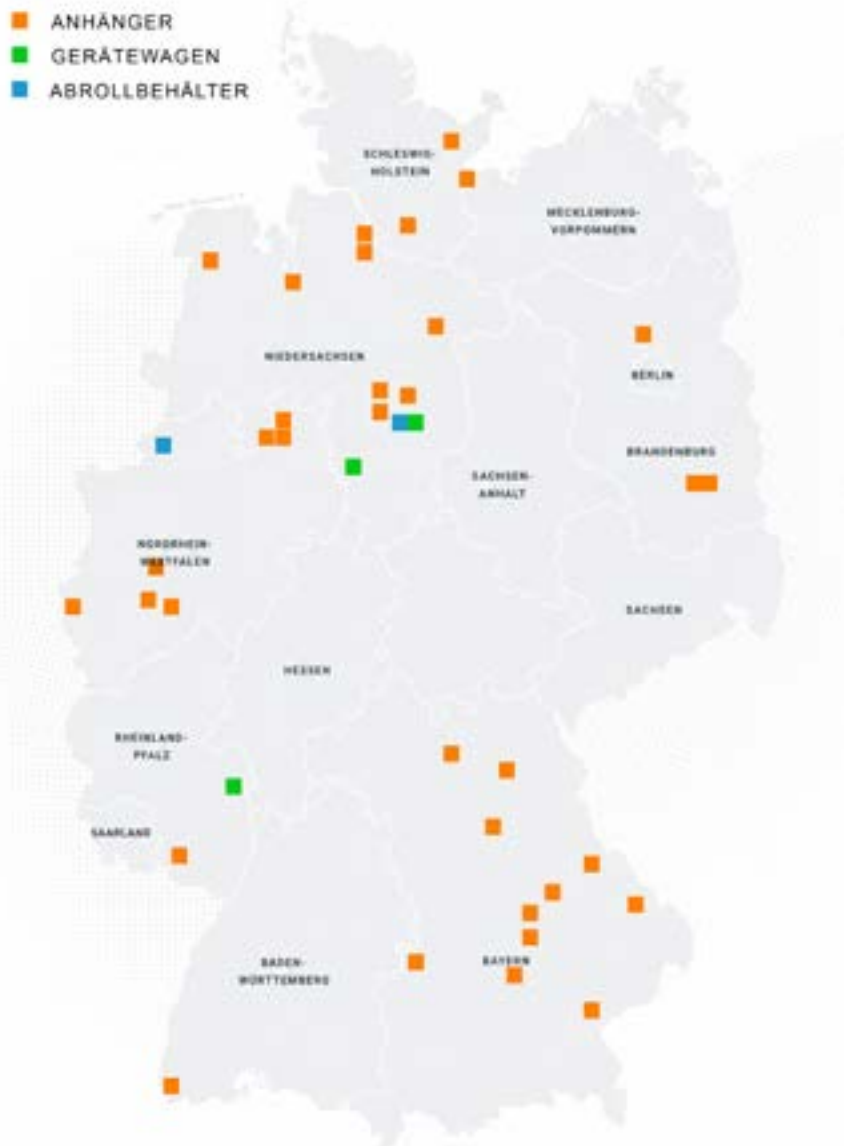 ANHÄNGER
GERÄTEWAGEN
ABROLLBEHÄLTER
SCHLESWIG-
HOLSTEIN
MECKLENBURG-
VORPOMMERN
NIEDERSACHSEN
BERLIN
BRANDENBURG
SACHSEN-
ANHALT
NORDRHEIN-
WESTFALEN
SACHSEN
HESSEN
RHEINLAND-
PFALZ
SAARLAND
BADEN-
WÜRTTEMBERG
BAYERN